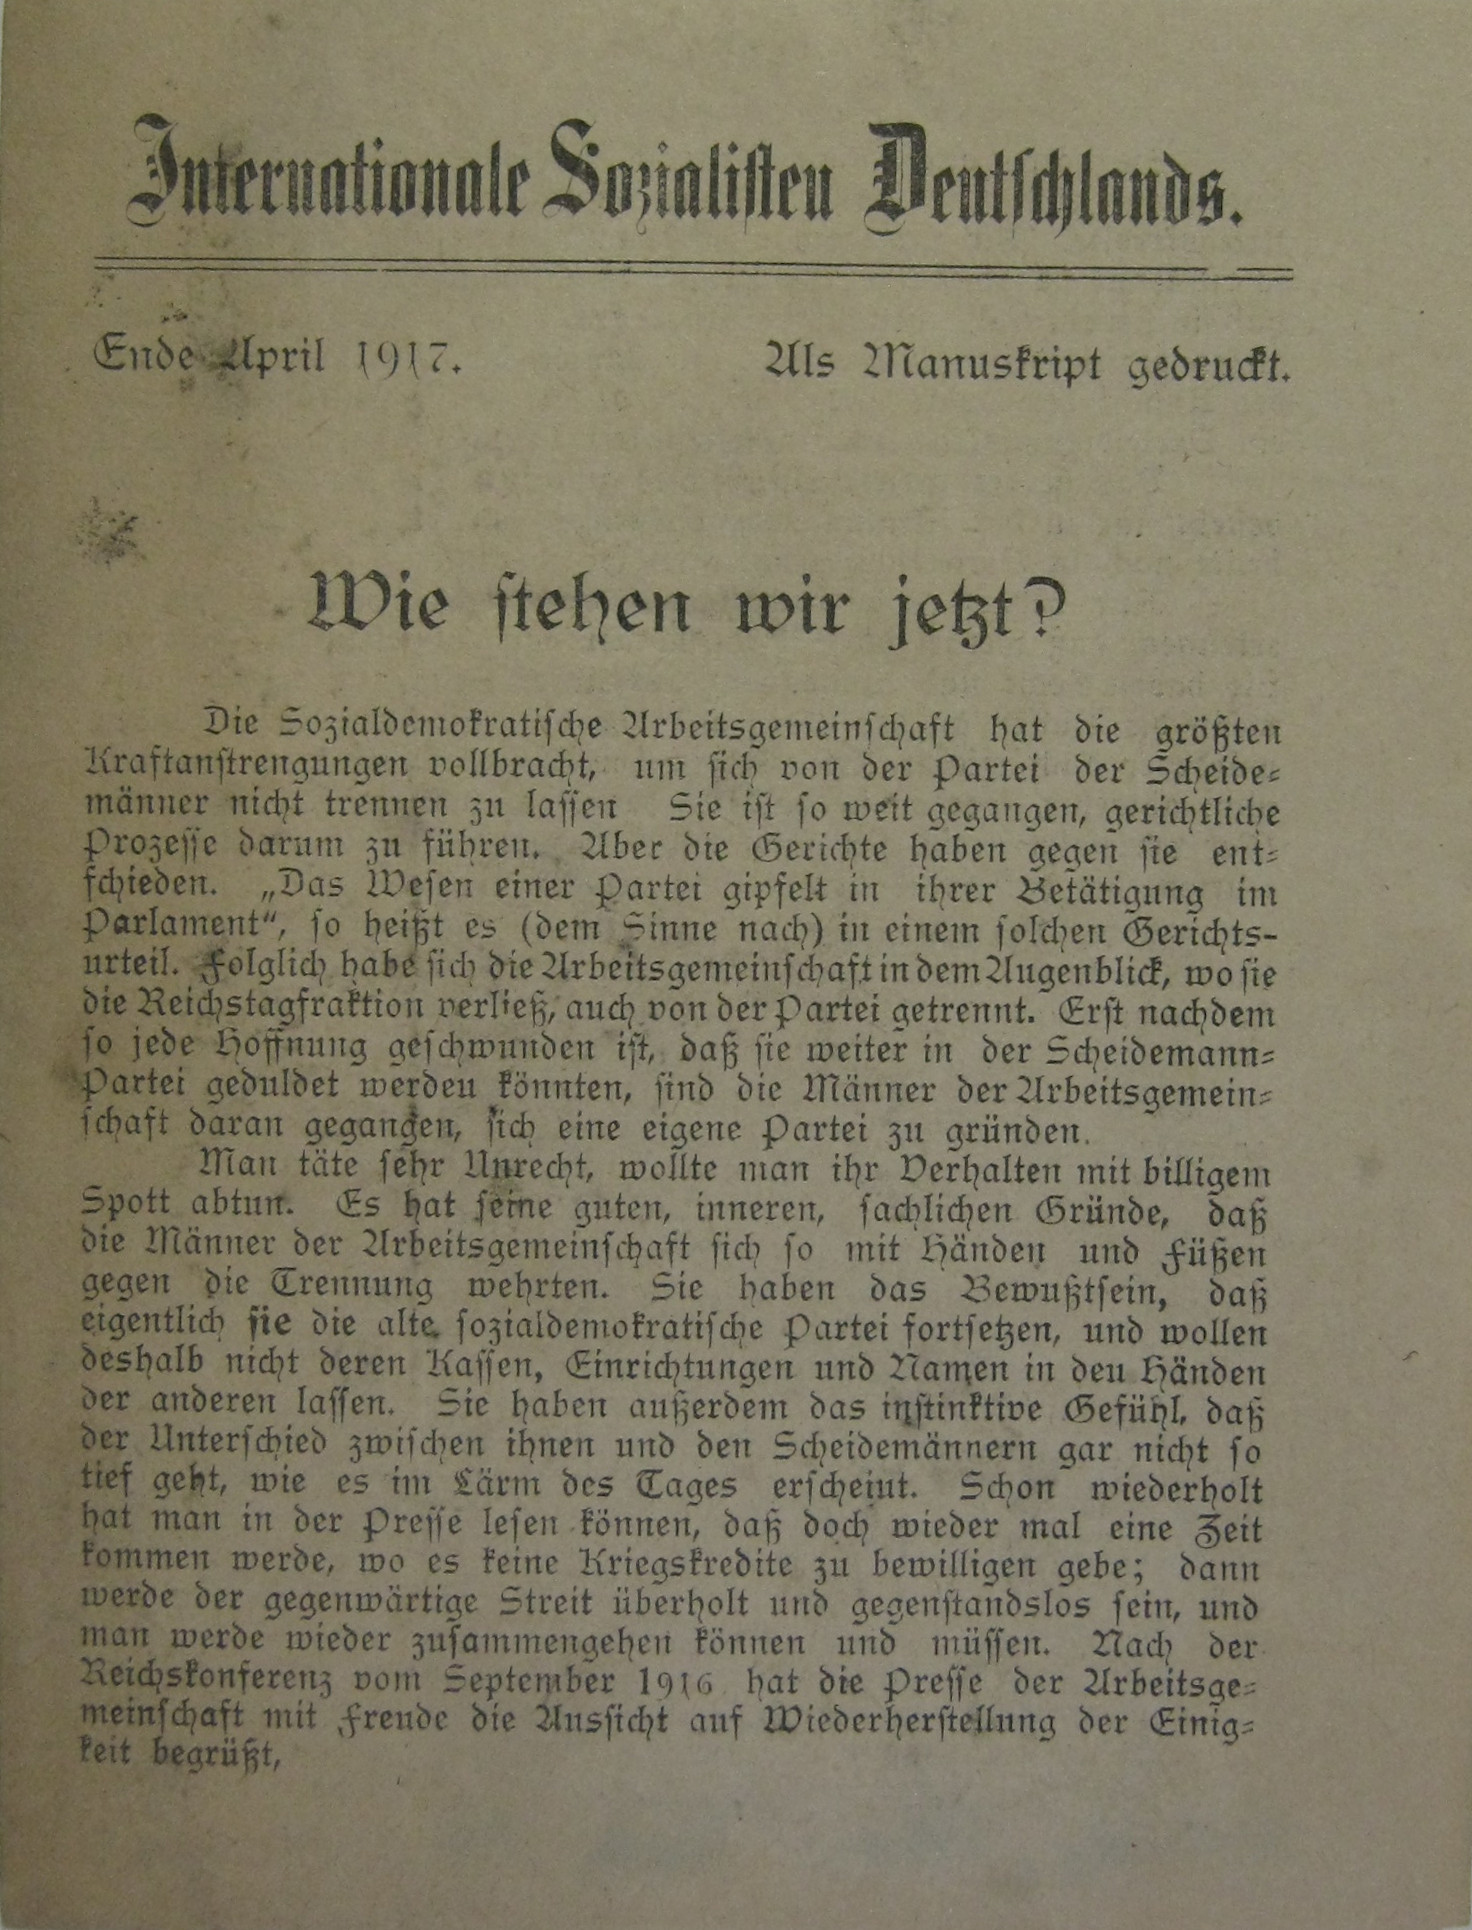 Internationale Sozialisten Deutschlands.
Ende April 1917. Als Manuskript gedruckt.
Wie stehen wir jetzt?
Die Sozialdemokratische Arbeitsgemeinschaft hat die größten
Kraftanstrengungen vollbracht, um sich von der Partei der Scheide-
männer nicht trennen zu lassen Sie ist so weit gegangen, gerichtliche
Prozesse darum zu führen. Aber die Gerichte haben gegen sie ent-
schieden. „Das Wesen einer Partei gipfelt in ihrer Betätigung im
Parlament“, so heißt es (dem Sinne nach) in einem solchen Gerichts-
urteil. Folglich habe sich die Arbeitsgemeinschaft in dem Augenblick, wo sie
die Reichstagfraktion verließ, auch von der Partei getrennt. Erst nachdem
so jede Hoffnung geschwunden ist, daß sie weiter in der Scheidemann-
Partei geduldet werden könnten, sind die Männer der Arbeitsgemein-
schaft daran gegangen, sich eine eigene Partei zu gründen.
Man täte sehr Unrecht, wollte man ihr Verhalten mit billigem
Spott abtun. Es hat seine guten, inneren, sachlichen Gründe, daß
die Männer der Arbeitsgemeinschaft sich so mit Händen und Füßen
gegen die Trennung wehrten. Sie haben das Bewußtsein, daß
eigentlich sie die alte sozialdemokratische Partei fortsetzen, und wollen
deshalb nicht deren Kassen, Einrichtungen und Namen in den Händen
der anderen lassen. Sie haben außerdem das instinktive Gefühl, daß
der Unterschied zwischen ihnen und den Scheidemännern gar nicht so
tief geht, wie es im Lärm des Tages erscheint. Schon wiederholt
hat man in der Presse lesen können, daß doch wieder mal eine Zeit
kommen werde, wo es keine Kriegskredite zu bewilligen gebe; dann
werde der gegenwärtige Streit überholt und gegenstandslos sein, und
man werde wieder zusammengehen können und müssen. Nach der
Reichskonferenz vom September 1916 hat die Presse der Arbeitsge-
meinschaft mit Freude die Aussicht auf Wiederherstellung der Einig-
keit begrüßt,